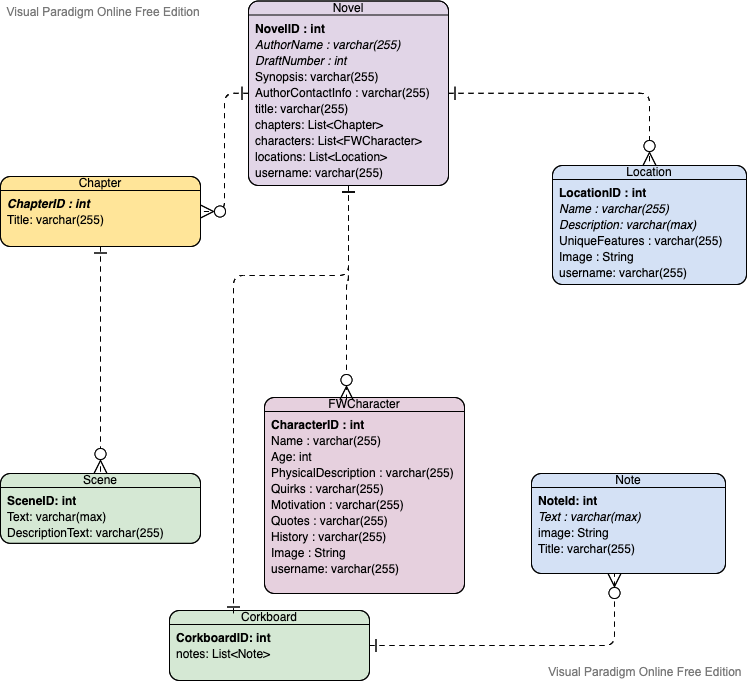 Visual Paradigm Online Free Edition
Novel
NovelID : int
AuthorName : varchar(255)
DraftNumber : int
Synopsis: varchar(255)
AuthorContactInfo : varchar(255)
title: varchar(255)
chapters: List<Chapter>
characters: List<FWCharacter>
locations: List<Location>
username: varchar(255)
Chapter
ChapterID : int
Title: varchar(255)
Location
LocationID : int
Name : varchar(255)
Description: varchar(max)
UniqueFeatures : varchar(255)
Image : String
username: varchar(255)
FWCharacter
CharacterID : int
Name : varchar(255)
Age: int
PhysicalDescription : varchar(255)
Quirks : varchar(255)
Motivation : varchar(255)
Quotes : varchar(255)
History : varchar(255)
Image : String
username: varchar(255)
Scene
SceneID: int
Text: varchar(max)
DescriptionText: varchar(255)
Note
NoteId: int
Text : varchar(max)
image: String
Title: varchar(255)
Corkboard
CorkboardID: int
notes: List<Note>
Visual Paradigm Online Free Edition